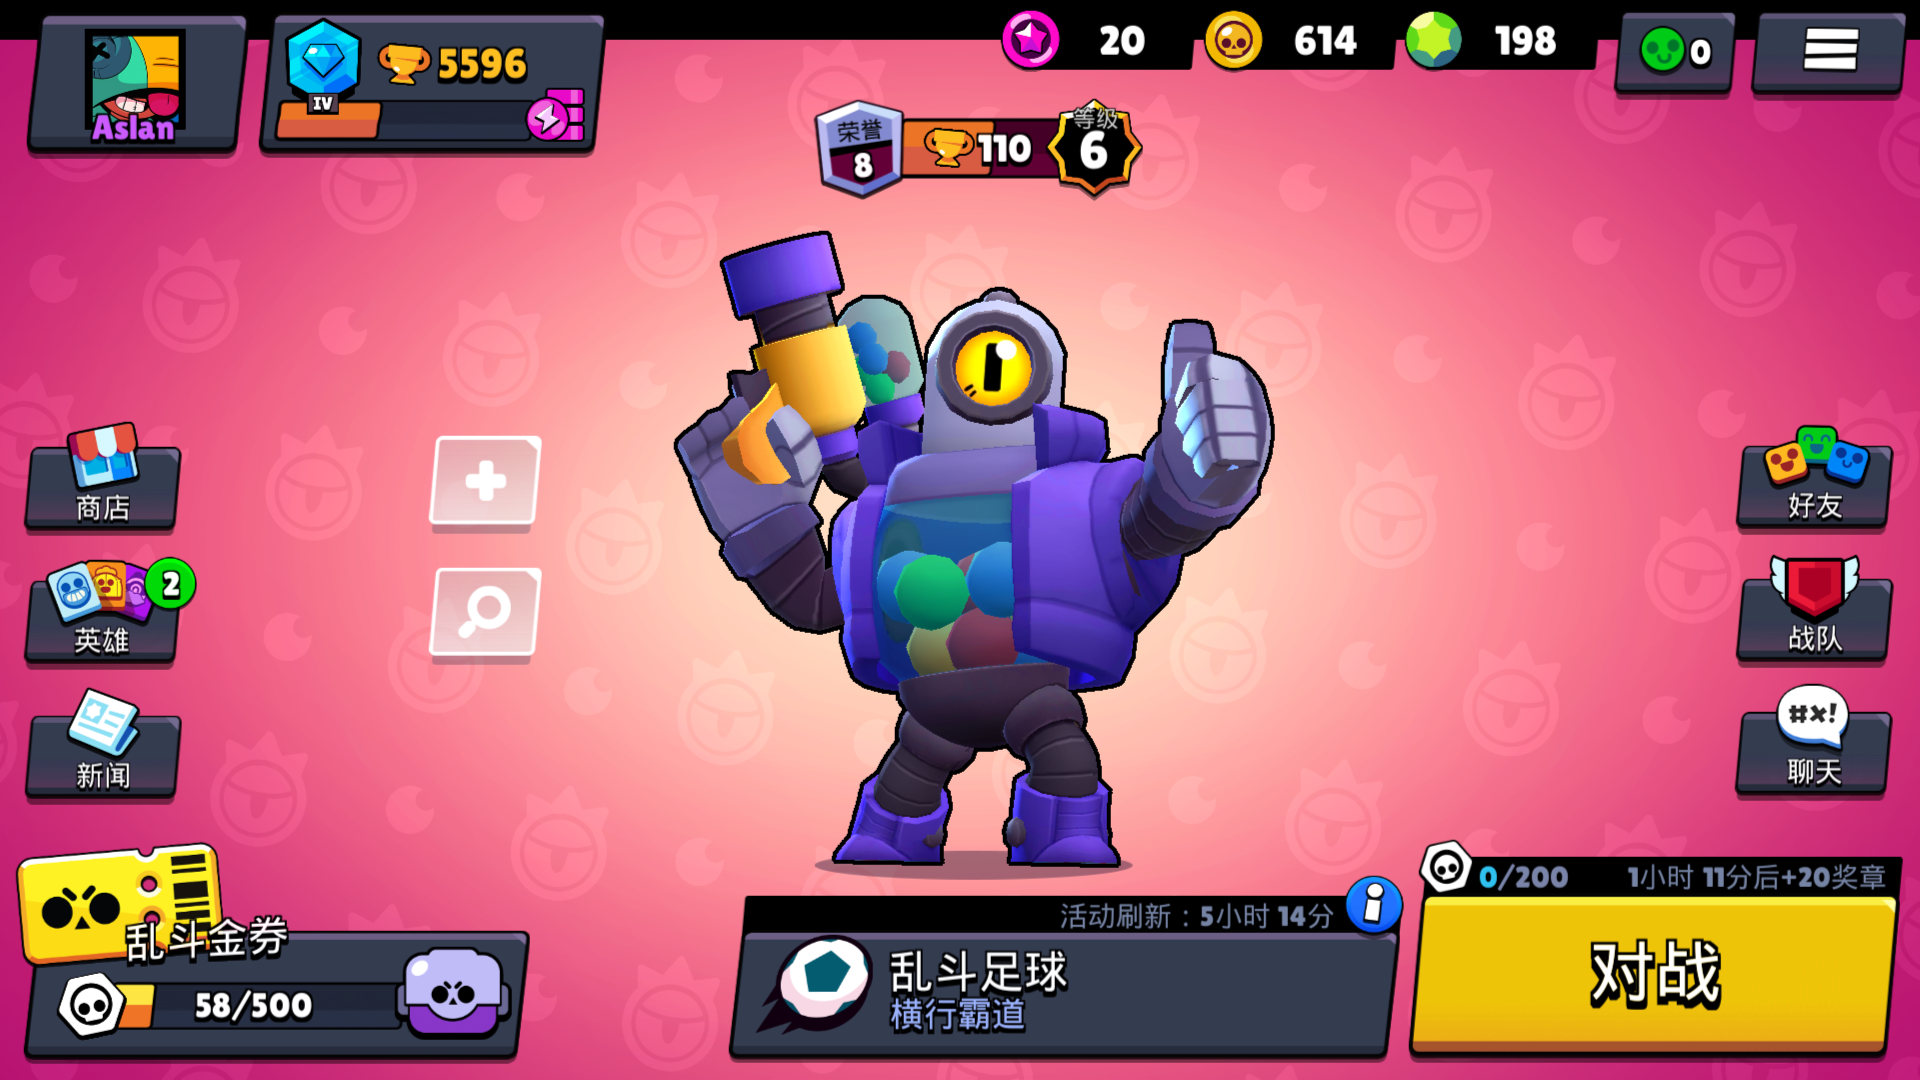 Aslan
IV
5596
20
614
198
0
荣誉
8
110
等级
6
商店
2
英雄
新闻
好友
战队
#×!
聊天
乱斗金券
58/500
活动刷新：5小时 14分
i
乱斗足球
横行霸道
0/200
1小时 11分后+20奖章
对战